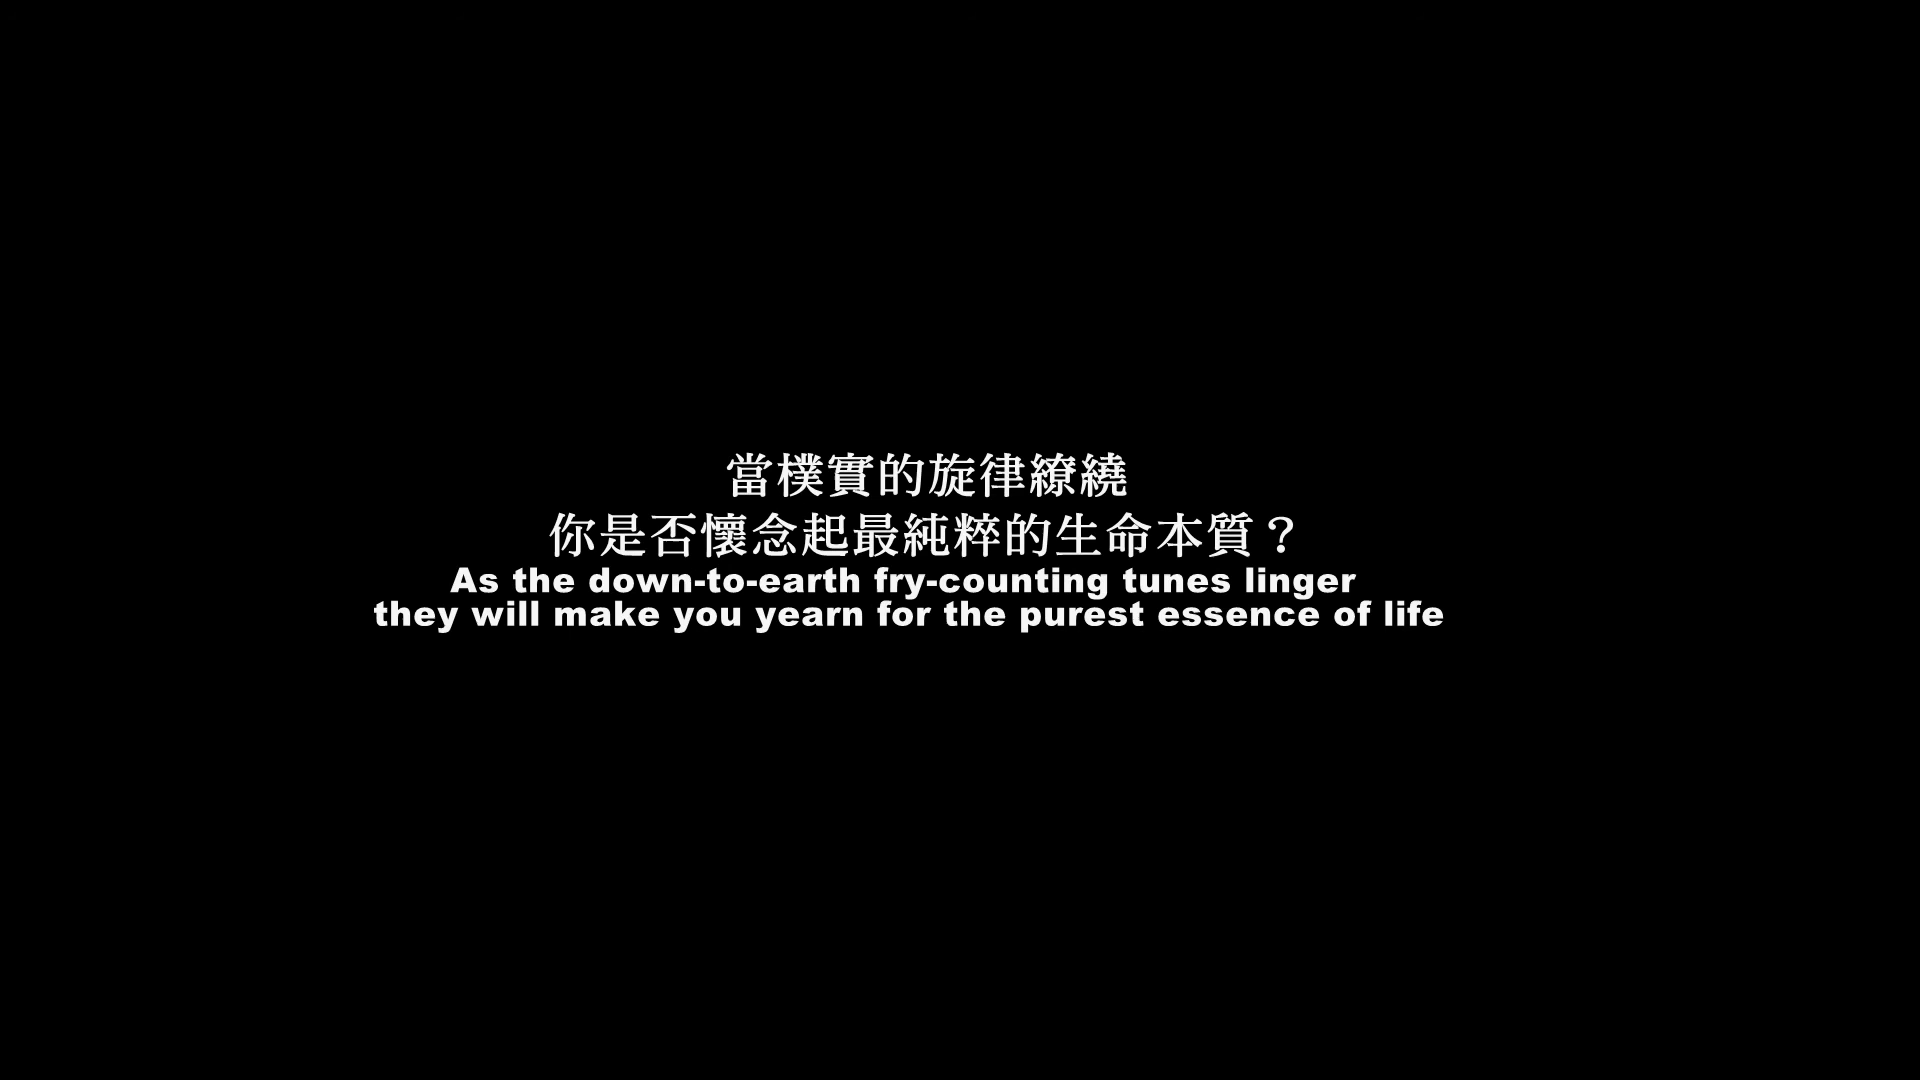 當樸實的旋律繚繞
你是否懷念起最純粹的生命本質？
As the down-to-earth fry-counting tunes linger
they will make you yearn for the purest essence of life